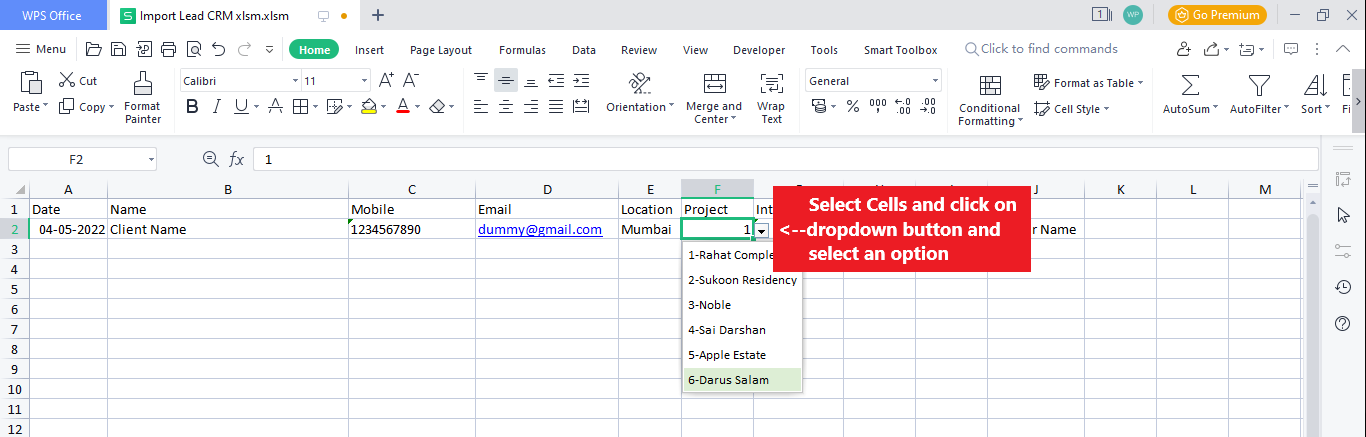 WPS Office
Import Lead CRM xlsm.xlsm
1
WP
Go Premium
Menu
Home
Insert
Page Layout
Formulas
Data
Review
View
Developer
Tools
Smart Toolbox
Click to find commands
Paste
Cut
Copy
Format
Painter
Calibri
11
B I U A
Orientation
Merge and
Center
Wrap
Text
General
Conditional
Formatting
Format as Table
Cell Style
AutoSum
AutoFilter
Sort
Fi
F2
fx
1
A B C D E F J K L M
1 Date Name Mobile Email Location Project Int
2 04-05-2022 Client Name 1234567890 dummy@gmail.com Mumbai 1 Name
3
4
5
6
7
8
9
10
11
12
1-Rahat Comple
2-Sukoon Residency
3-Noble
4-Sai Darshan
5-Apple Estate
6-Darus Salam
Select Cells and click on
<--dropdown button and
select an option